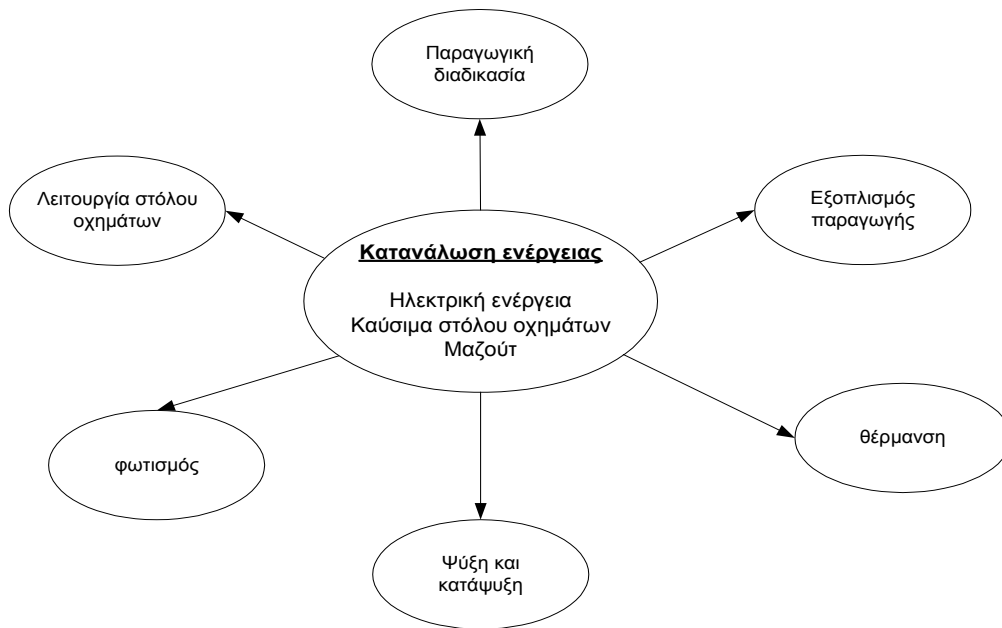 Παραγωγική
διαδικασία
Λειτουργία στόλου
οχημάτων
Εξοπλισμός
παραγωγής
Κατανάλωση ενέργειας
Ηλεκτρική ενέργεια
Καύσιμα στόλου οχημάτων
Μαζούτ
φωτισμός
θέρμανση
Ψύξη και
κατάψυξη